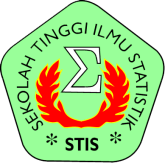 SEKOLAH TINGGI ILMU STATISTIK
Σ
* STIS *